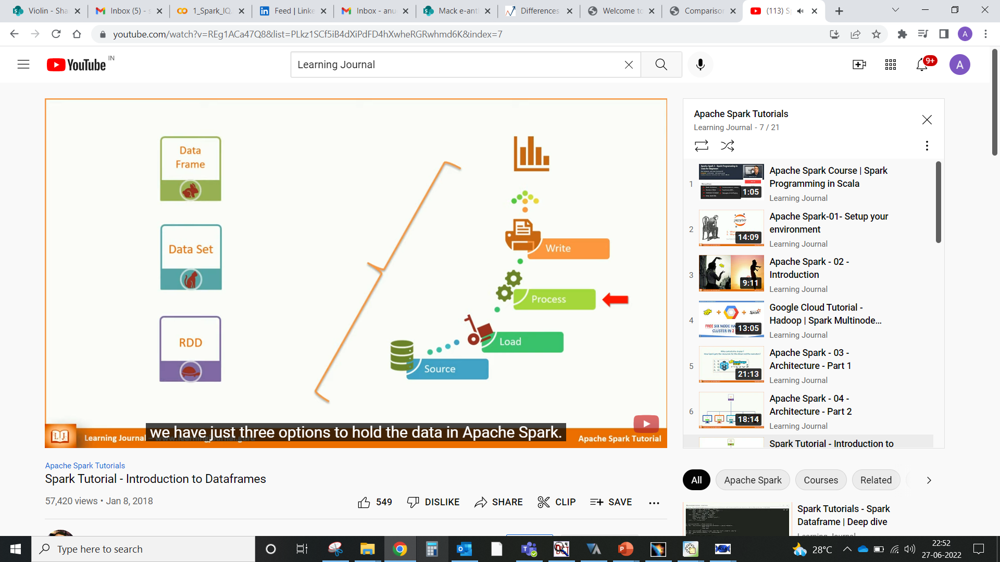 Violin - Sha
Inbox (5) - s
1_Spark_IQ.
Feed | Linke
Inbox - anu
Mack e-ant
Differences
Welcome to
Comparison
(113) S
youtube.com/watch?v=REg1ACa47Q8&list=PLkz1SCf5iB4dXiPdFD4hXwheRGRwhmd6K&index=7
A
YouTube IN
Learning Journal
9+
A
Data
Frame
Data Set
RDD
Write
Process
Load
Source
we have just three options to hold the data in Apache Spark.
Learning Journal
Apache Spark Tutorial
Apache Spark Tutorials
Learning Journal - 7 / 21
1
1:05
Apache Spark Course | Spark
Programming in Scala
Learning Journal
2
jupyter
14:09
Apache Spark-01- Setup your
environment
Learning Journal
3
9:11
Apache Spark - 02 -
Introduction
Learning Journal
4
13:05
Google Cloud Tutorial -
Hadoop | Spark Multinode...
Learning Journal
5
21:13
Apache Spark - 03 -
Architecture - Part 1
Learning Journal
6
18:14
Apache Spark - 04 -
Architecture - Part 2
Learning Journal
Spark Tutorial - Introduction to
Apache Spark Tutorials
Spark Tutorial - Introduction to Dataframes
57,420 views • Jan 8, 2018
549
DISLIKE
SHARE
CLIP
SAVE
All
Apache Spark
Courses
Related
Spark Tutorials - Spark
Dataframe | Deep dive
Learning Journal
Type here to search
28°C
22:52
27-06-2022